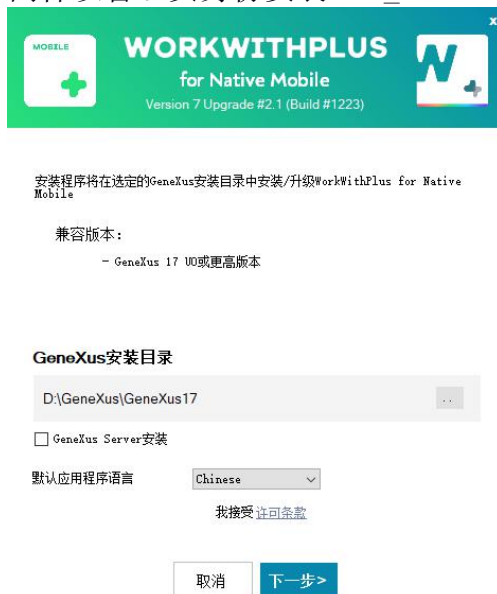 x
MOBILE
WORKWITHPLUS
for Native Mobile
Version 7 Upgrade #2.1 (Build #1223)
安装程序将在选定的GeneXus安装目录中安装/升级WorkWithPlus for Native
Mobile
兼容版本：
- GeneXus 17 U0或更高版本
GeneXus安装目录
D:\GeneXus\GeneXus17
..
GeneXus Server安装
默认应用程序语言
Chinese
我接受 许可条款
取消
下一步>